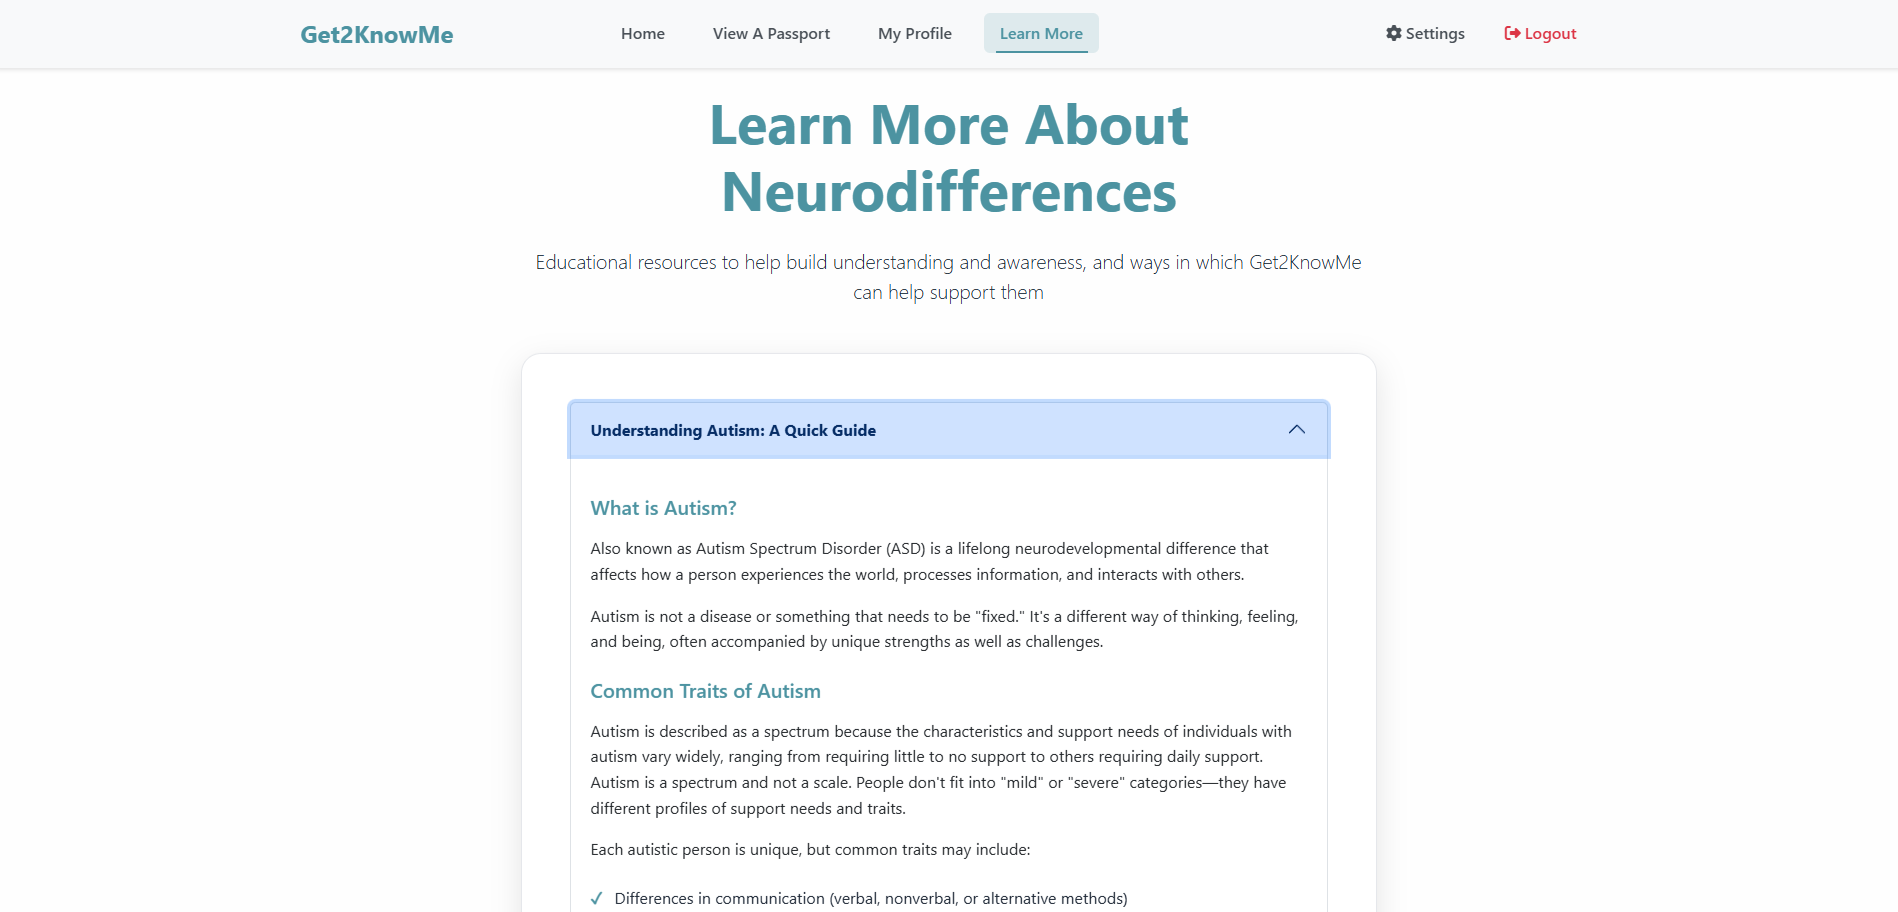 Get2KnowMe
Home
View A Passport
My Profile
Learn More
Settings
Logout
Learn More About
Neurodifferences
Educational resources to help build understanding and awareness, and ways in which Get2KnowMe
can help support them
Understanding Autism: A Quick Guide
What is Autism?
Also known as Autism Spectrum Disorder (ASD) is a lifelong neurodevelopmental difference that
affects how a person experiences the world, processes information, and interacts with others.
Autism is not a disease or something that needs to be "fixed." It's a different way of thinking, feeling,
and being, often accompanied by unique strengths as well as challenges.
Common Traits of Autism
Autism is described as a spectrum because the characteristics and support needs of individuals with
autism vary widely, ranging from requiring little to no support to others requiring daily support.
Autism is a spectrum and not a scale. People don't fit into "mild" or "severe" categories—they have
different profiles of support needs and traits.
Each autistic person is unique, but common traits may include:
✓ Differences in communication (verbal, nonverbal, or alternative methods)